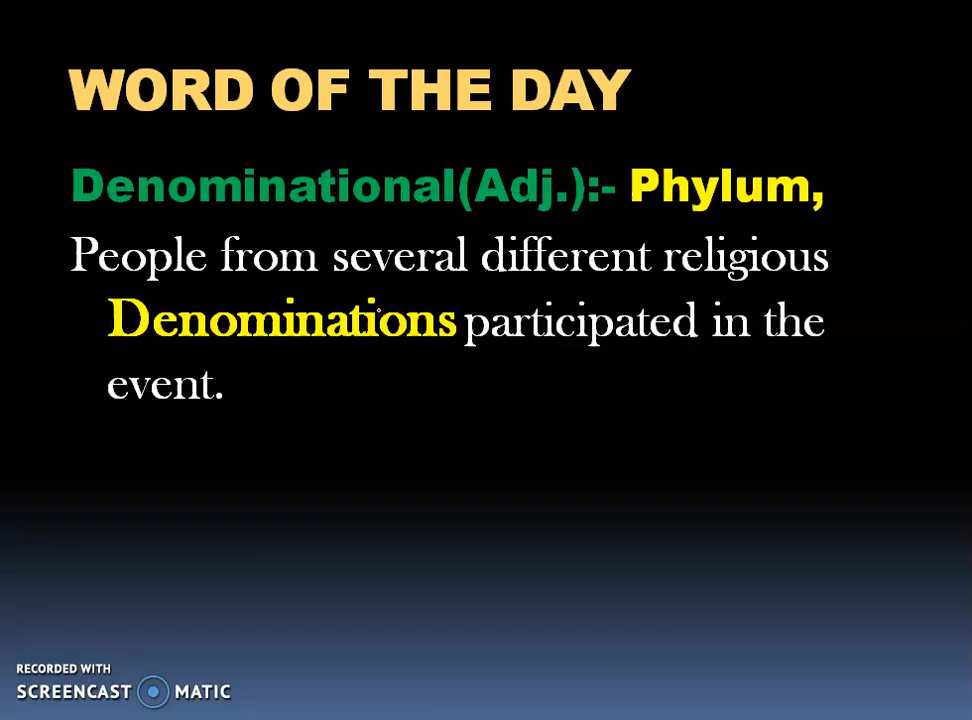 WORD OF THE DAY
Denominational(Adj.):- Phylum,
People from several different religious
Denominations participated in the
event.
RECORDED WITH
SCREENCAST MATIC